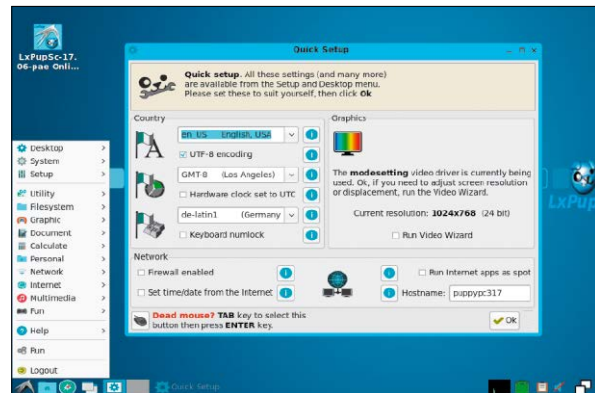 LxPupSc-17.
06-pae Onli...
Quick Setup
Quick setup. All these settings (and many more)
are available from the Setup and Desktop menu.
Please set these to suit yourself, then click Ok
Country
en_US English, USA
UTF-8 encoding
GMT-8 (Los Angeles)
Hardware clock set to UTC
de-latin1 (Germany
Keyboard numlock
Graphics
The modesetting video driver is currently being
used. Ok, if you need to adjust screen resolution
or displacement, run the Video Wizard.
Current resolution: 1024x768 (24 bit)
Run Video Wizard
Network
Firewall enabled
Run Internet apps as spot
Set time/date from the Internet
Hostname: puppypc317
Dead mouse? TAB key to select this
button then press ENTER key.
Ok
Desktop
System
Setup
Utility
Filesystem
Graphic
Document
Calculate
Personal
Network
Internet
Multimedia
Fun
Help
Run
Logout
LxPup
Quick Setup